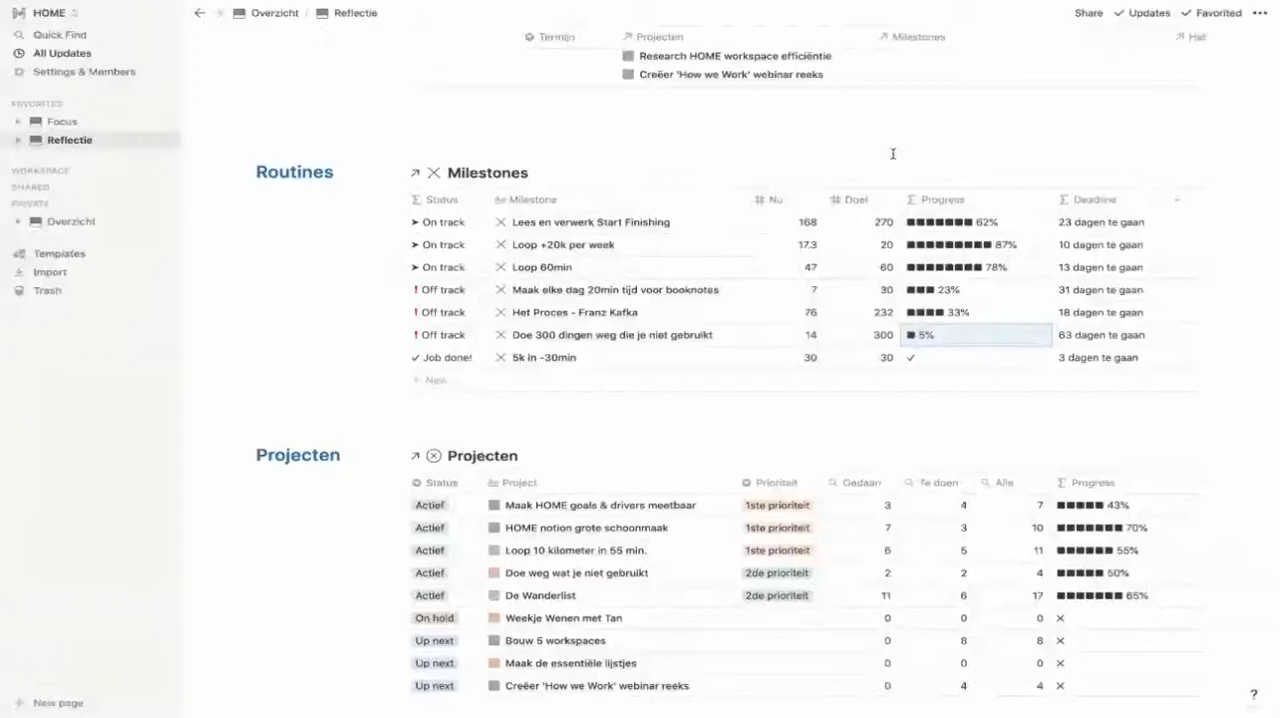 HOME
Overzicht / Reflectie
Share Updates Favorited
Quick Find
All Updates
Settings & Members
FAVORITES
Focus
Reflectie
WORKSPACE
SHARED
PRIVATE
Overzicht
Templates
Import
Trash
New page
Termijn Projecten Milestones Hat
Research HOME workspace efficiëntie
Creëer 'How we Work' webinar reeks
Routines
Milestones
Status Milestone Nu Doel Progress Deadline
On track Lees en verwerk Start Finishing 168 270 62% 23 dagen te gaan
On track Loop +20k per week 17.3 20 87% 10 dagen te gaan
On track Loop 60min 47 60 78% 13 dagen te gaan
! Off track Maak elke dag 20min tijd voor booknotes 7 30 23% 31 dagen te gaan
! Off track Het Proces - Franz Kafka 76 232 33% 18 dagen te gaan
! Off track Doe 300 dingen weg die je niet gebruikt 14 300 5% 63 dagen te gaan
✓ Job done! 5k in -30min 30 30 ✓ 3 dagen te gaan
+ New
Projecten
Projecten
Status Project Prioriteit Gedaan Te doen Alle Progress
Actief Maak HOME goals & drivers meetbaar 1ste prioriteit 3 4 7 43%
Actief HOME notion grote schoonmaak 1ste prioriteit 7 3 10 70%
Actief Loop 10 kilometer in 55 min. 1ste prioriteit 6 5 11 55%
Actief Doe weg wat je niet gebruikt 2de prioriteit 2 2 4 50%
Actief De Wanderlist 2de prioriteit 11 6 17 65%
On hold Weekje Wenen met Tan 0 0 0 ×
Up next Bouw 5 workspaces 0 8 8 ×
Up next Maak de essentiële lijstjes 0 0 0 ×
Up next Creëer 'How we Work' webinar reeks 0 4 4 ×
?